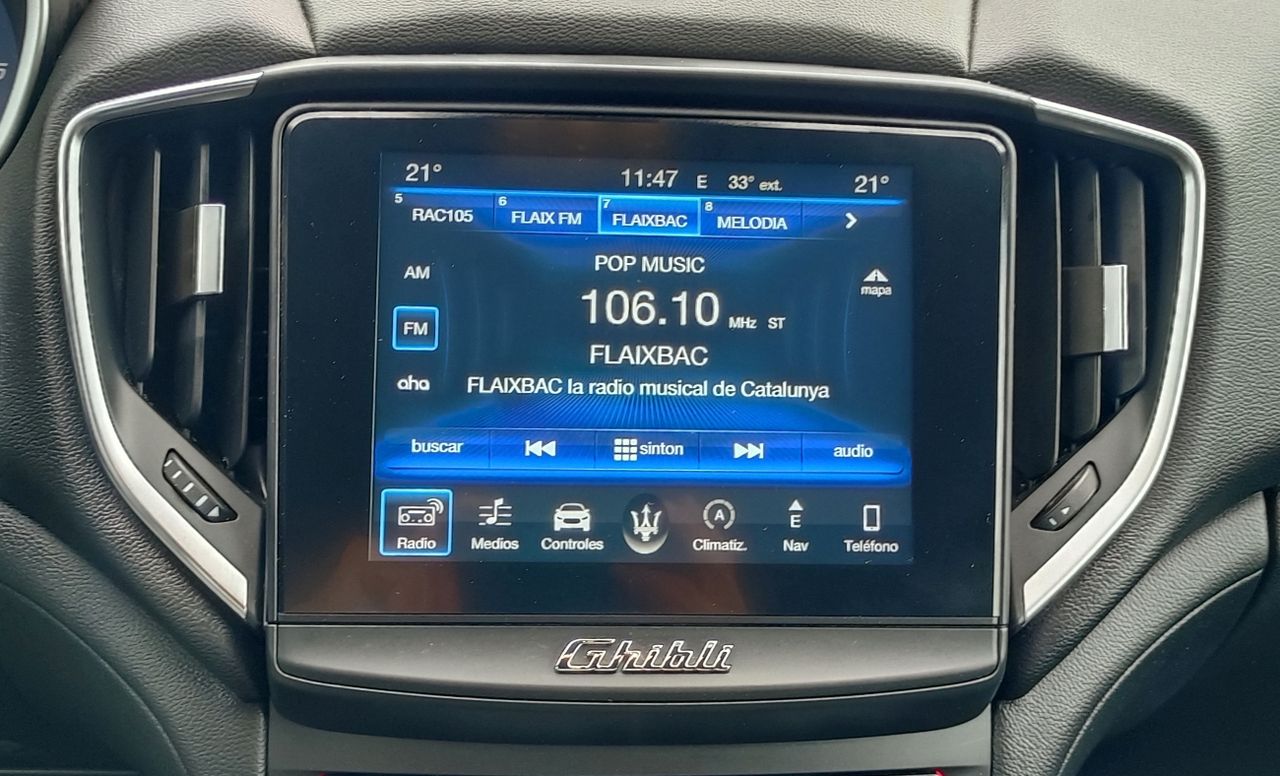 21° 11:47 E 33° ext. 21°
5 RAC105 6 FLAIX FM 7 FLAIXBAC 8 MELODIA
AM
POP MUSIC
mapa
FM
106.10 MHz ST
FLAIXBAC
aha
FLAIXBAC la radio musical de Catalunya
buscar sinton audio
A E
Radio Medios Controles Climatiz. Nav Teléfono
Ghibli